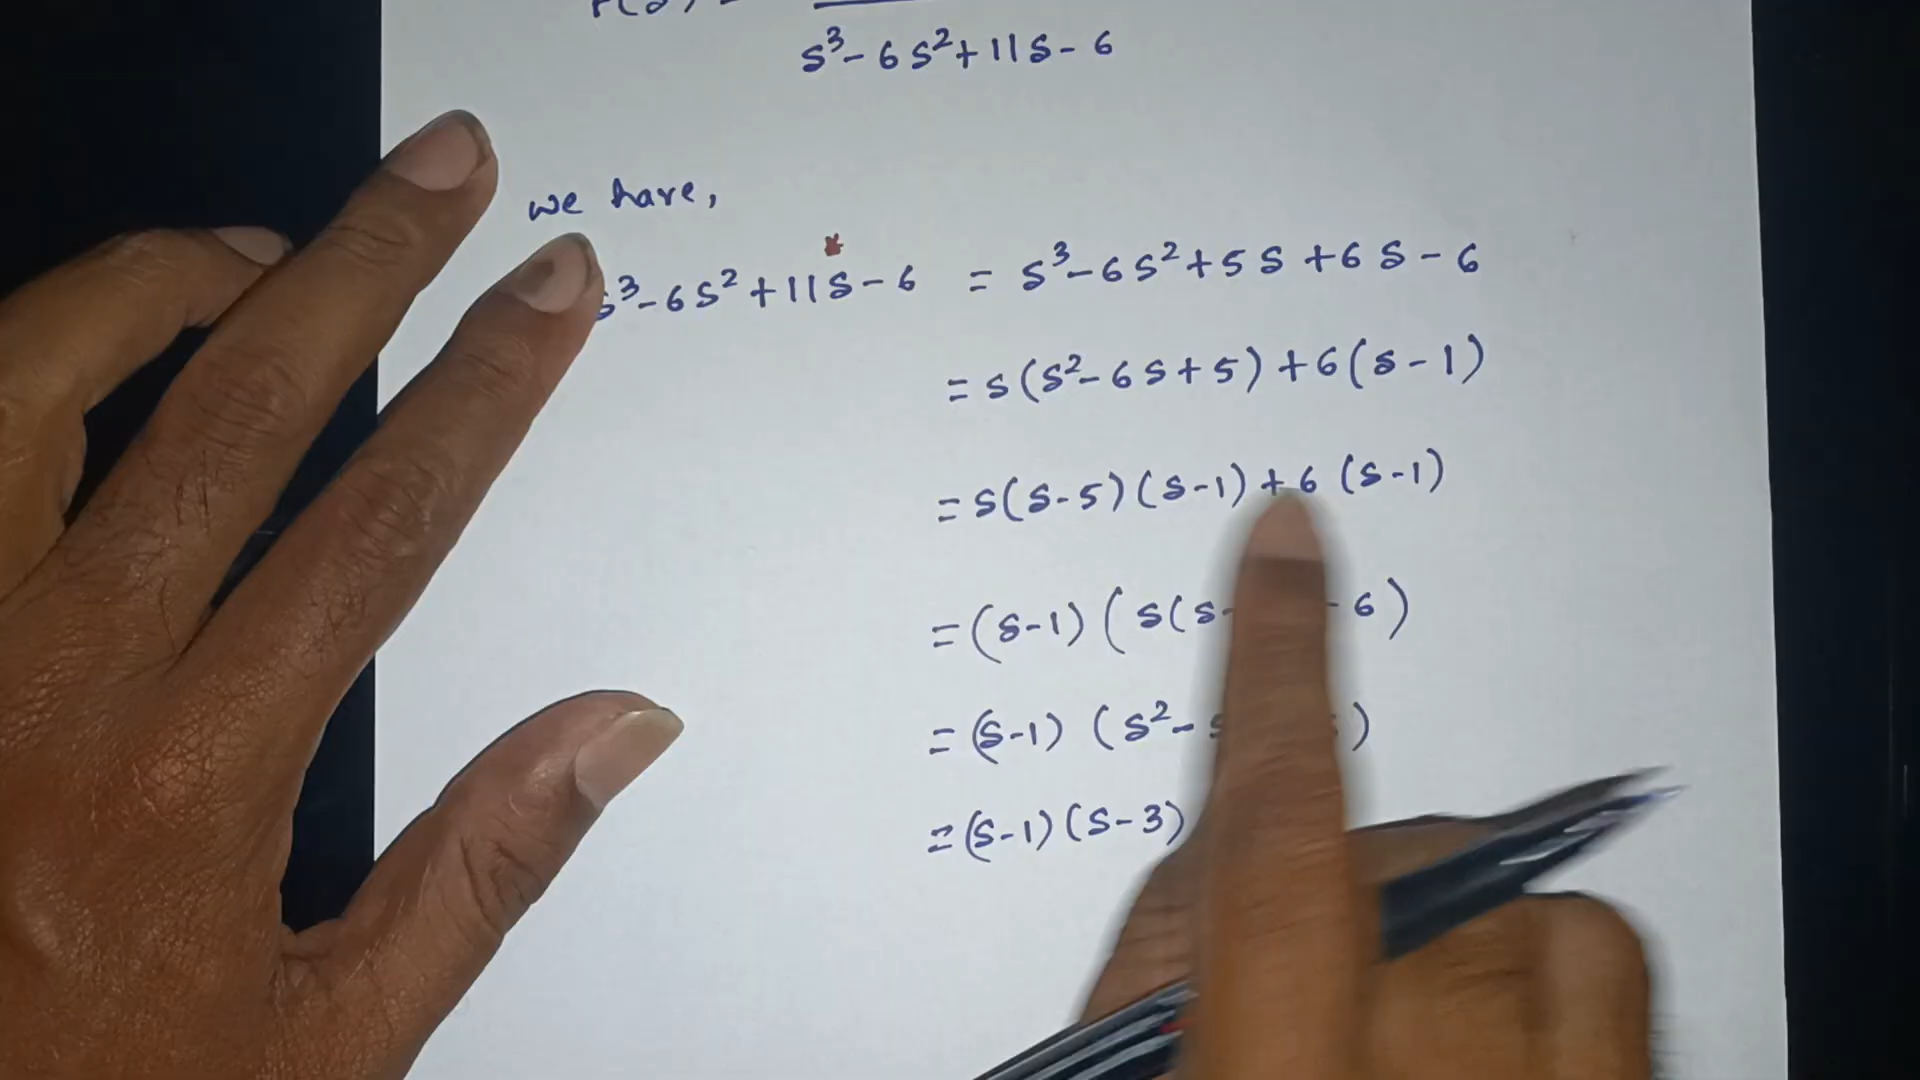 s³-6s²+11s-6
we have,
s³-6s²+11s-6 = s³-6s²+5s+6s-6
= s(s²-6s+5)+6(s-1)
= s(s-5)(s-1)+6(s-1)
= (s-1)(s(s- 6)
= (s-1)(s²- )
= (s-1)(s-3)